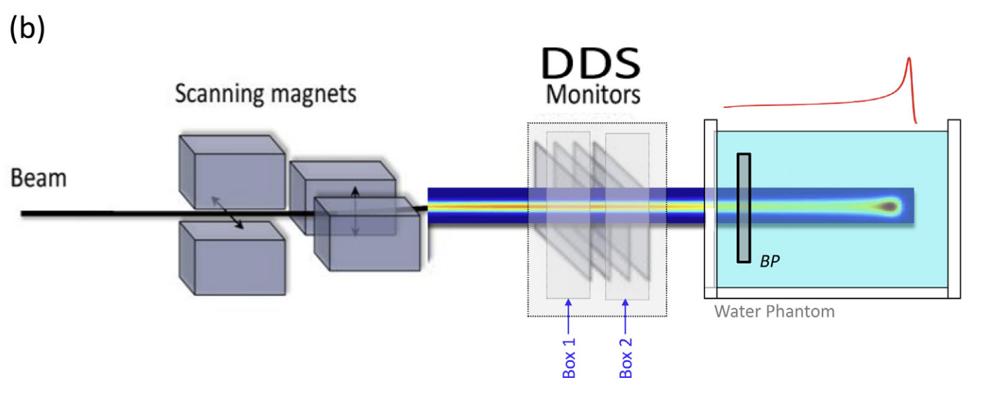 (b)
DDS
Monitors
Scanning magnets
Beam
BP
Water Phantom
Box 1
Box 2